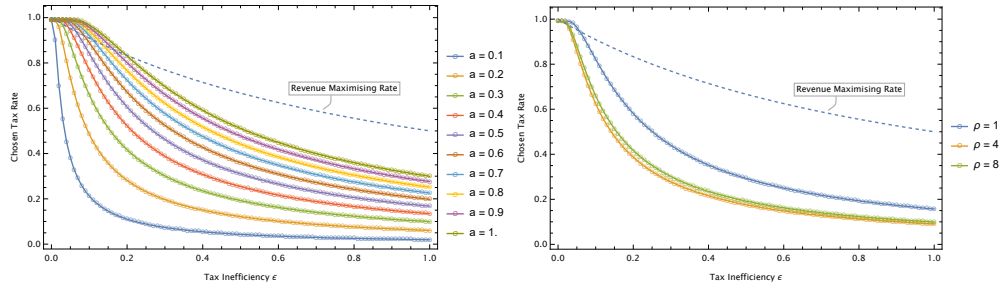 1.0
0.8
0.6
0.4
0.2
0.0
Chosen Tax Rate
0.0 0.2 0.4 0.6 0.8 1.0
Tax Inefficiency ϵ
Revenue Maximising Rate
a = 0.1
a = 0.2
a = 0.3
a = 0.4
a = 0.5
a = 0.6
a = 0.7
a = 0.8
a = 0.9
a = 1.
1.0
0.8
0.6
0.4
0.2
0.0
Chosen Tax Rate
0.0 0.2 0.4 0.6 0.8 1.0
Tax Inefficiency ϵ
Revenue Maximising Rate
ρ = 1
ρ = 4
ρ = 8